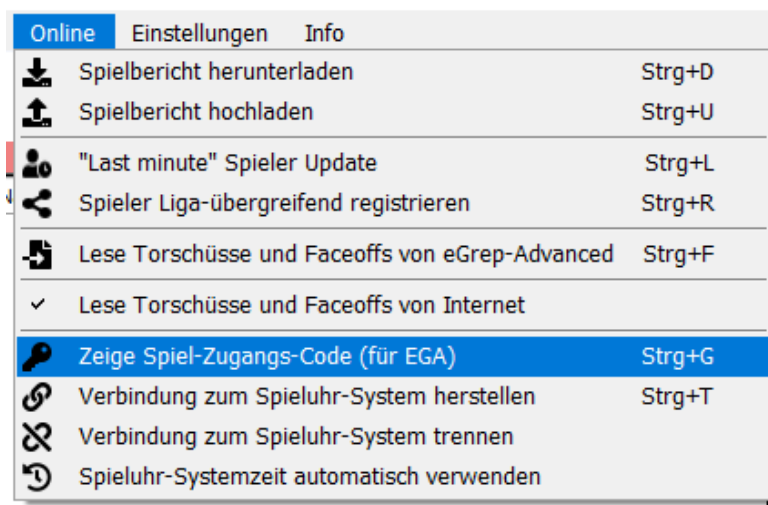 Online Einstellungen Info
Spielbericht herunterladen Strg+D
Spielbericht hochladen Strg+U
"Last minute" Spieler Update Strg+L
Spieler Liga-übergreifend registrieren Strg+R
Lese Torschüsse und Faceoffs von eGrep-Advanced Strg+F
Lese Torschüsse und Faceoffs von Internet
Zeige Spiel-Zugangs-Code (für EGA) Strg+G
Verbindung zum Spieluhr-System herstellen Strg+T
Verbindung zum Spieluhr-System trennen
Spieluhr-Systemzeit automatisch verwenden